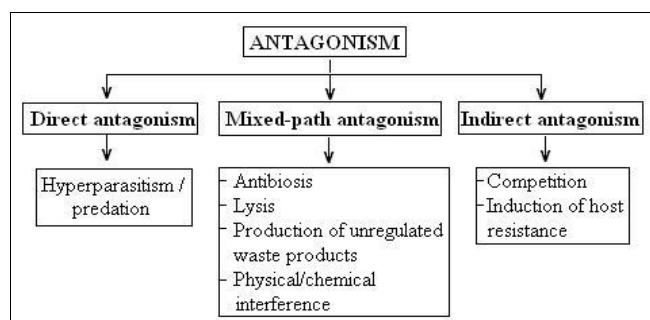 ANTAGONISM
Direct antagonism
Mixed-path antagonism
Indirect antagonism
Hyperparasitism /
predation
- Antibiosis
- Lysis
- Production of unregulated
waste products
- Physical/chemical
interference
- Competition
- Induction of host
resistance